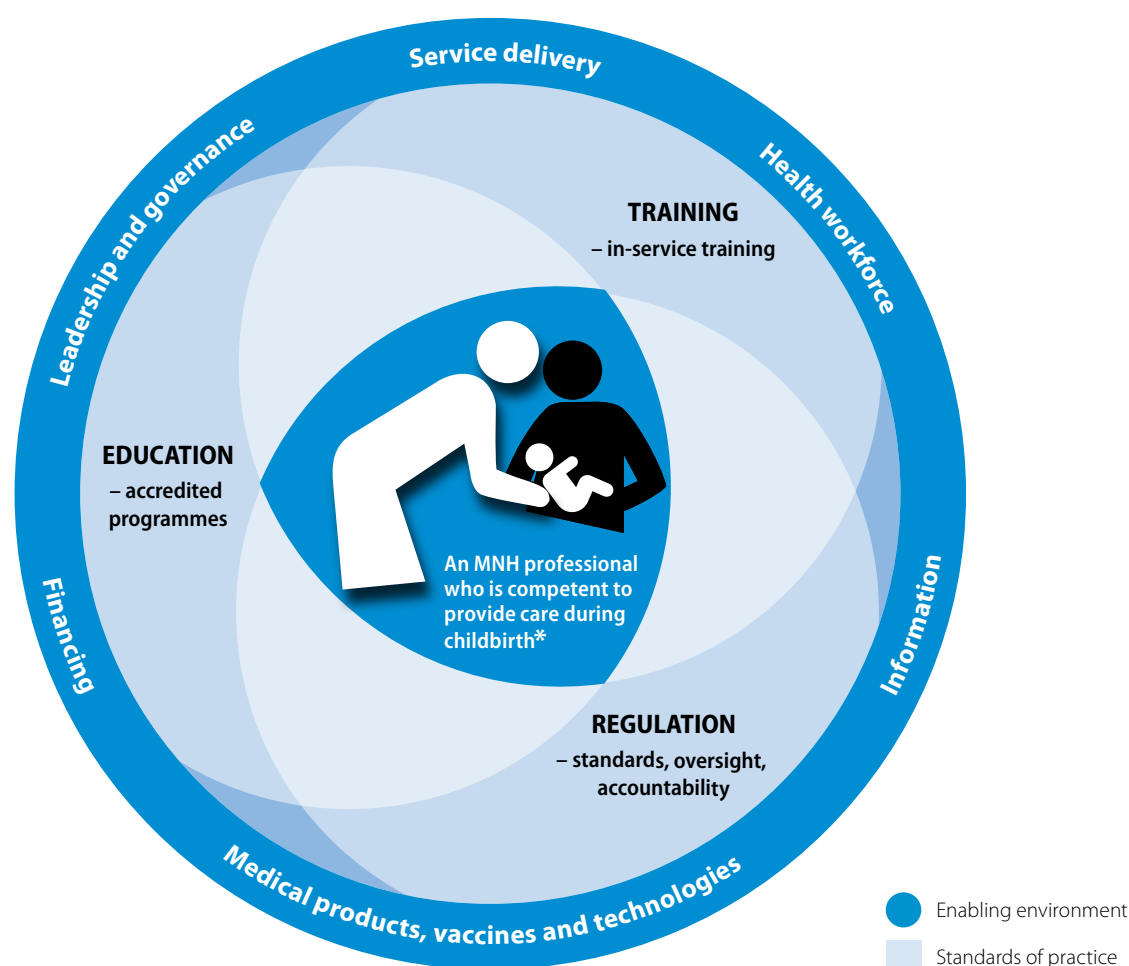 Service delivery
Leadership and governance
Health workforce
TRAINING
– in-service training
EDUCATION
– accredited
programmes
An MNH professional
who is competent to
provide care during
childbirth*
Financing
Information
REGULATION
– standards, oversight,
accountability
Medical products, vaccines and technologies
Enabling environment
Standards of practice